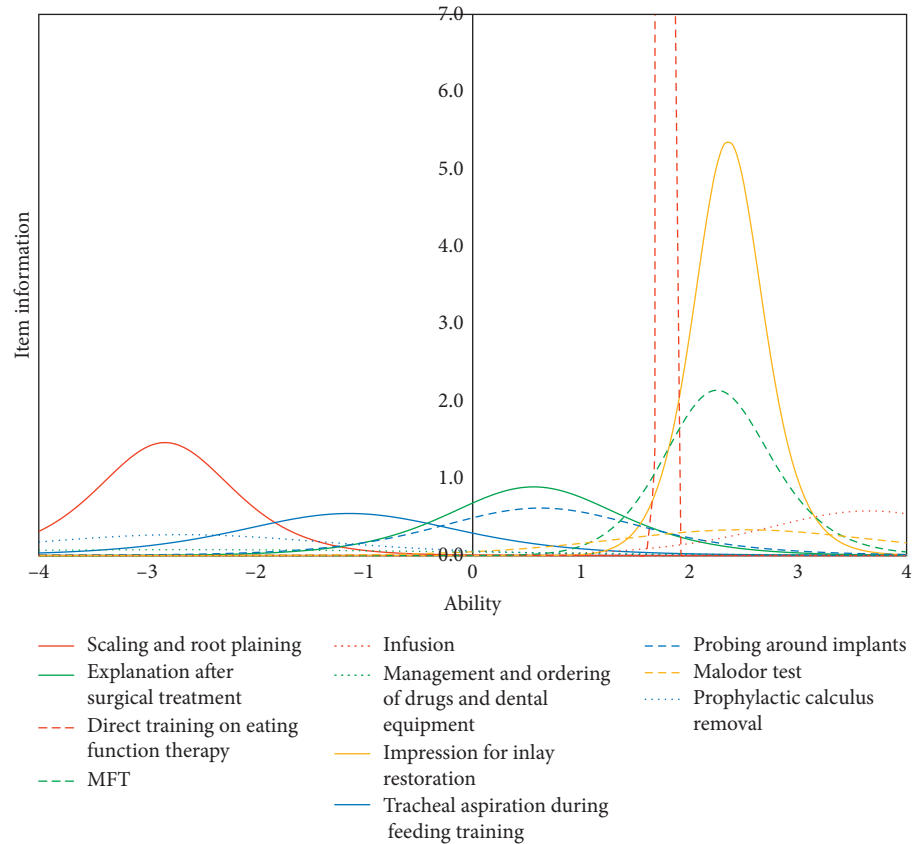 7.0
6.0
5.0
4.0
3.0
2.0
1.0
0.0
Item information
−4
−3
−2
−1
0
1
2
3
4
Ability
Scaling and root plaining
Explanation after
surgical treatment
Direct training on eating
function therapy
MFT
Infusion
Management and ordering
of drugs and dental
equipment
Impression for inlay
restoration
Tracheal aspiration during
feeding training
Probing around implants
Malodor test
Prophylactic calculus
removal